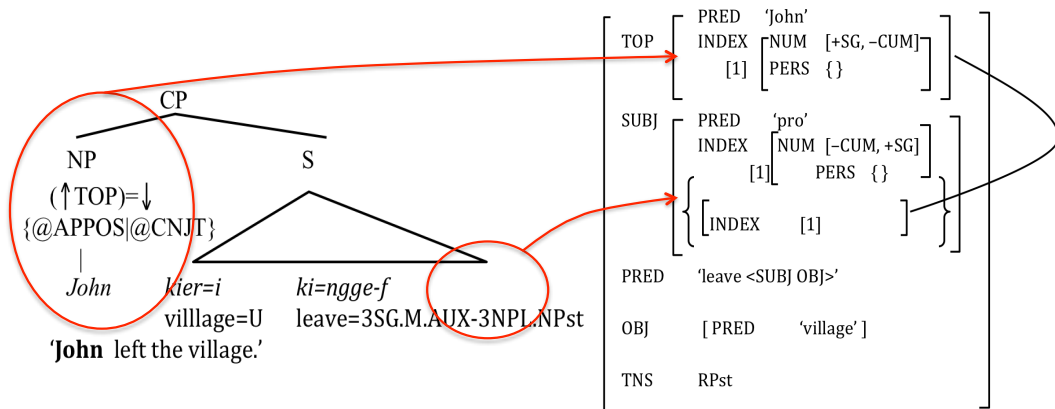 CP
NP S
(↑TOP)=↓
{@APPOS|@CNJT}
John kier=i ki=ngge-f
villlage=U leave=3SG.M.AUX-3NPL.NPst
‘John left the village.’
PRED ‘John’
TOP INDEX NUM [+SG, –CUM]
[1] PERS { }
SUBJ PRED ‘pro’
INDEX NUM [–CUM, +SG]
[1] PERS { }
INDEX [1]
PRED ‘leave <SUBJ OBJ>’
OBJ [ PRED ‘village’ ]
TNS RPst